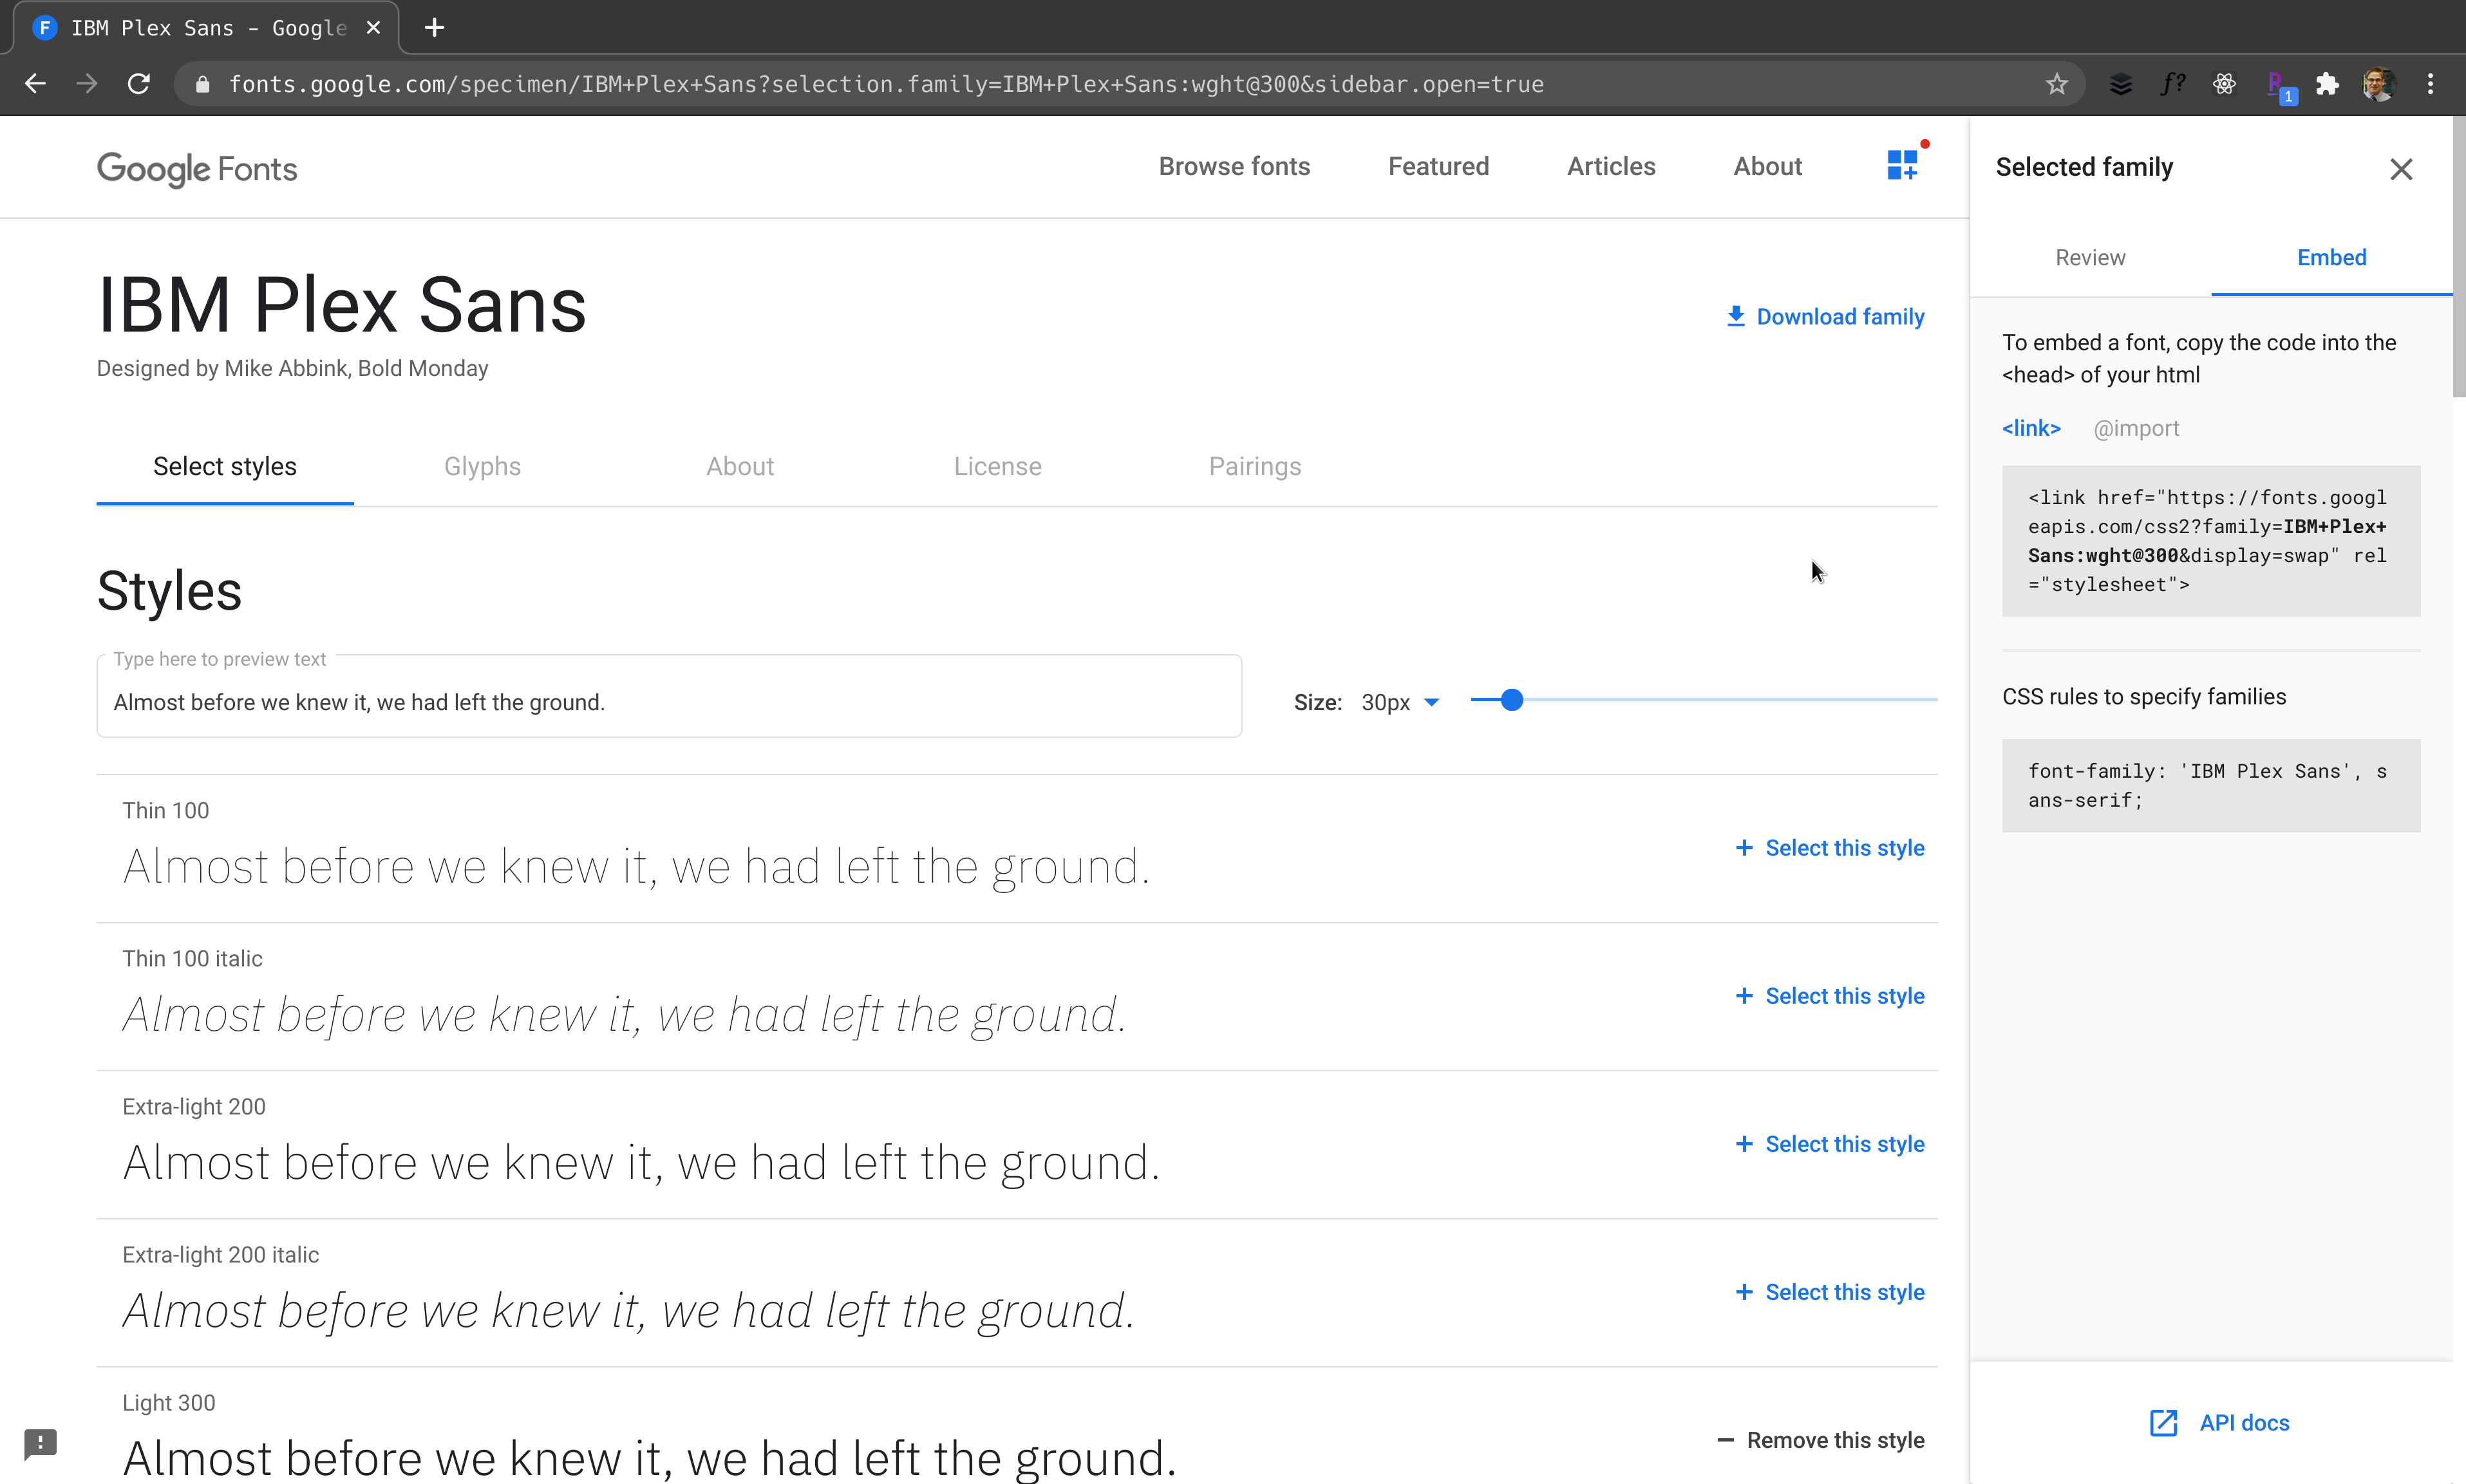 IBM Plex Sans - Google
fonts.google.com/specimen/IBM+Plex+Sans?selection.family=IBM+Plex+Sans:wght@300&sidebar.open=true
f?
1
Google Fonts
Browse fonts
Featured
Articles
About
IBM Plex Sans
Designed by Mike Abbink, Bold Monday
Download family
Select styles
Glyphs
About
License
Pairings
Styles
Type here to preview text
Almost before we knew it, we had left the ground.
Size: 30px
Thin 100
Almost before we knew it, we had left the ground.
+ Select this style
Thin 100 italic
Almost before we knew it, we had left the ground.
+ Select this style
Extra-light 200
Almost before we knew it, we had left the ground.
+ Select this style
Extra-light 200 italic
Almost before we knew it, we had left the ground.
+ Select this style
Light 300
Almost before we knew it, we had left the ground.
− Remove this style
Selected family
Review
Embed
To embed a font, copy the code into the
<head> of your html
<link>
@import
<link href="https://fonts.googl
eapis.com/css2?family=IBM+Plex+
Sans:wght@300&display=swap" rel
="stylesheet">
CSS rules to specify families
font-family: 'IBM Plex Sans', s
ans-serif;
API docs